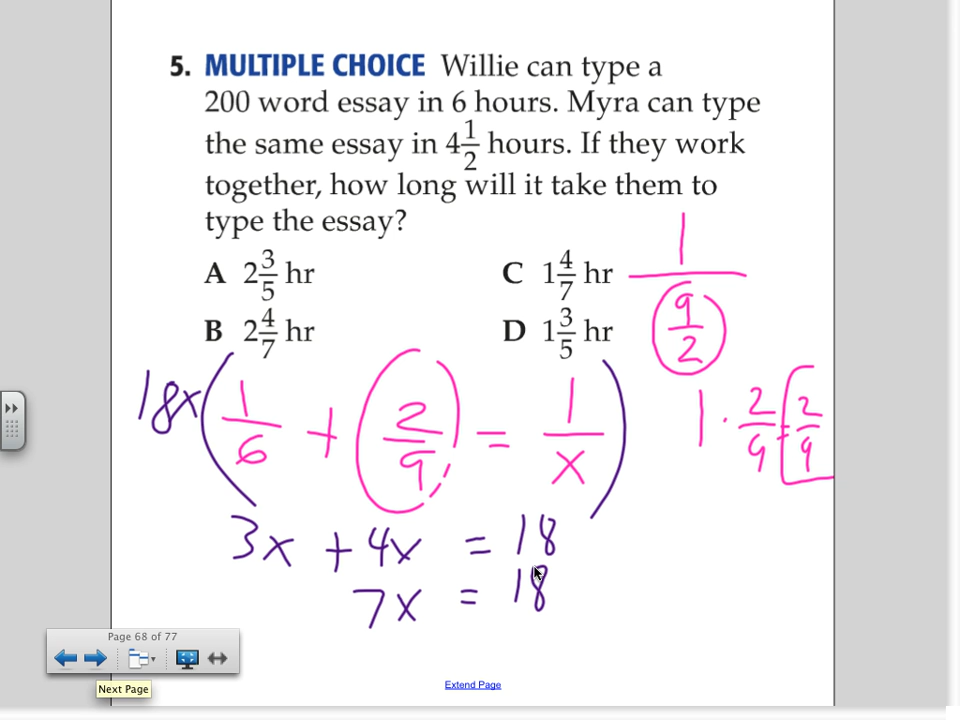 5. MULTIPLE CHOICE Willie can type a
200 word essay in 6 hours. Myra can type
the same essay in 4 1/2 hours. If they work
together, how long will it take them to
type the essay?
A 2 3/5 hr
C 1 4/7 hr
B 2 4/7 hr
D 1 3/5 hr
1/(9/2)
18x(1/6 + 2/9 = 1/x)
1 · 2/9 = 2/9
3x + 4x = 18
7x = 18
Page 68 of 77
Next Page
Extend Page